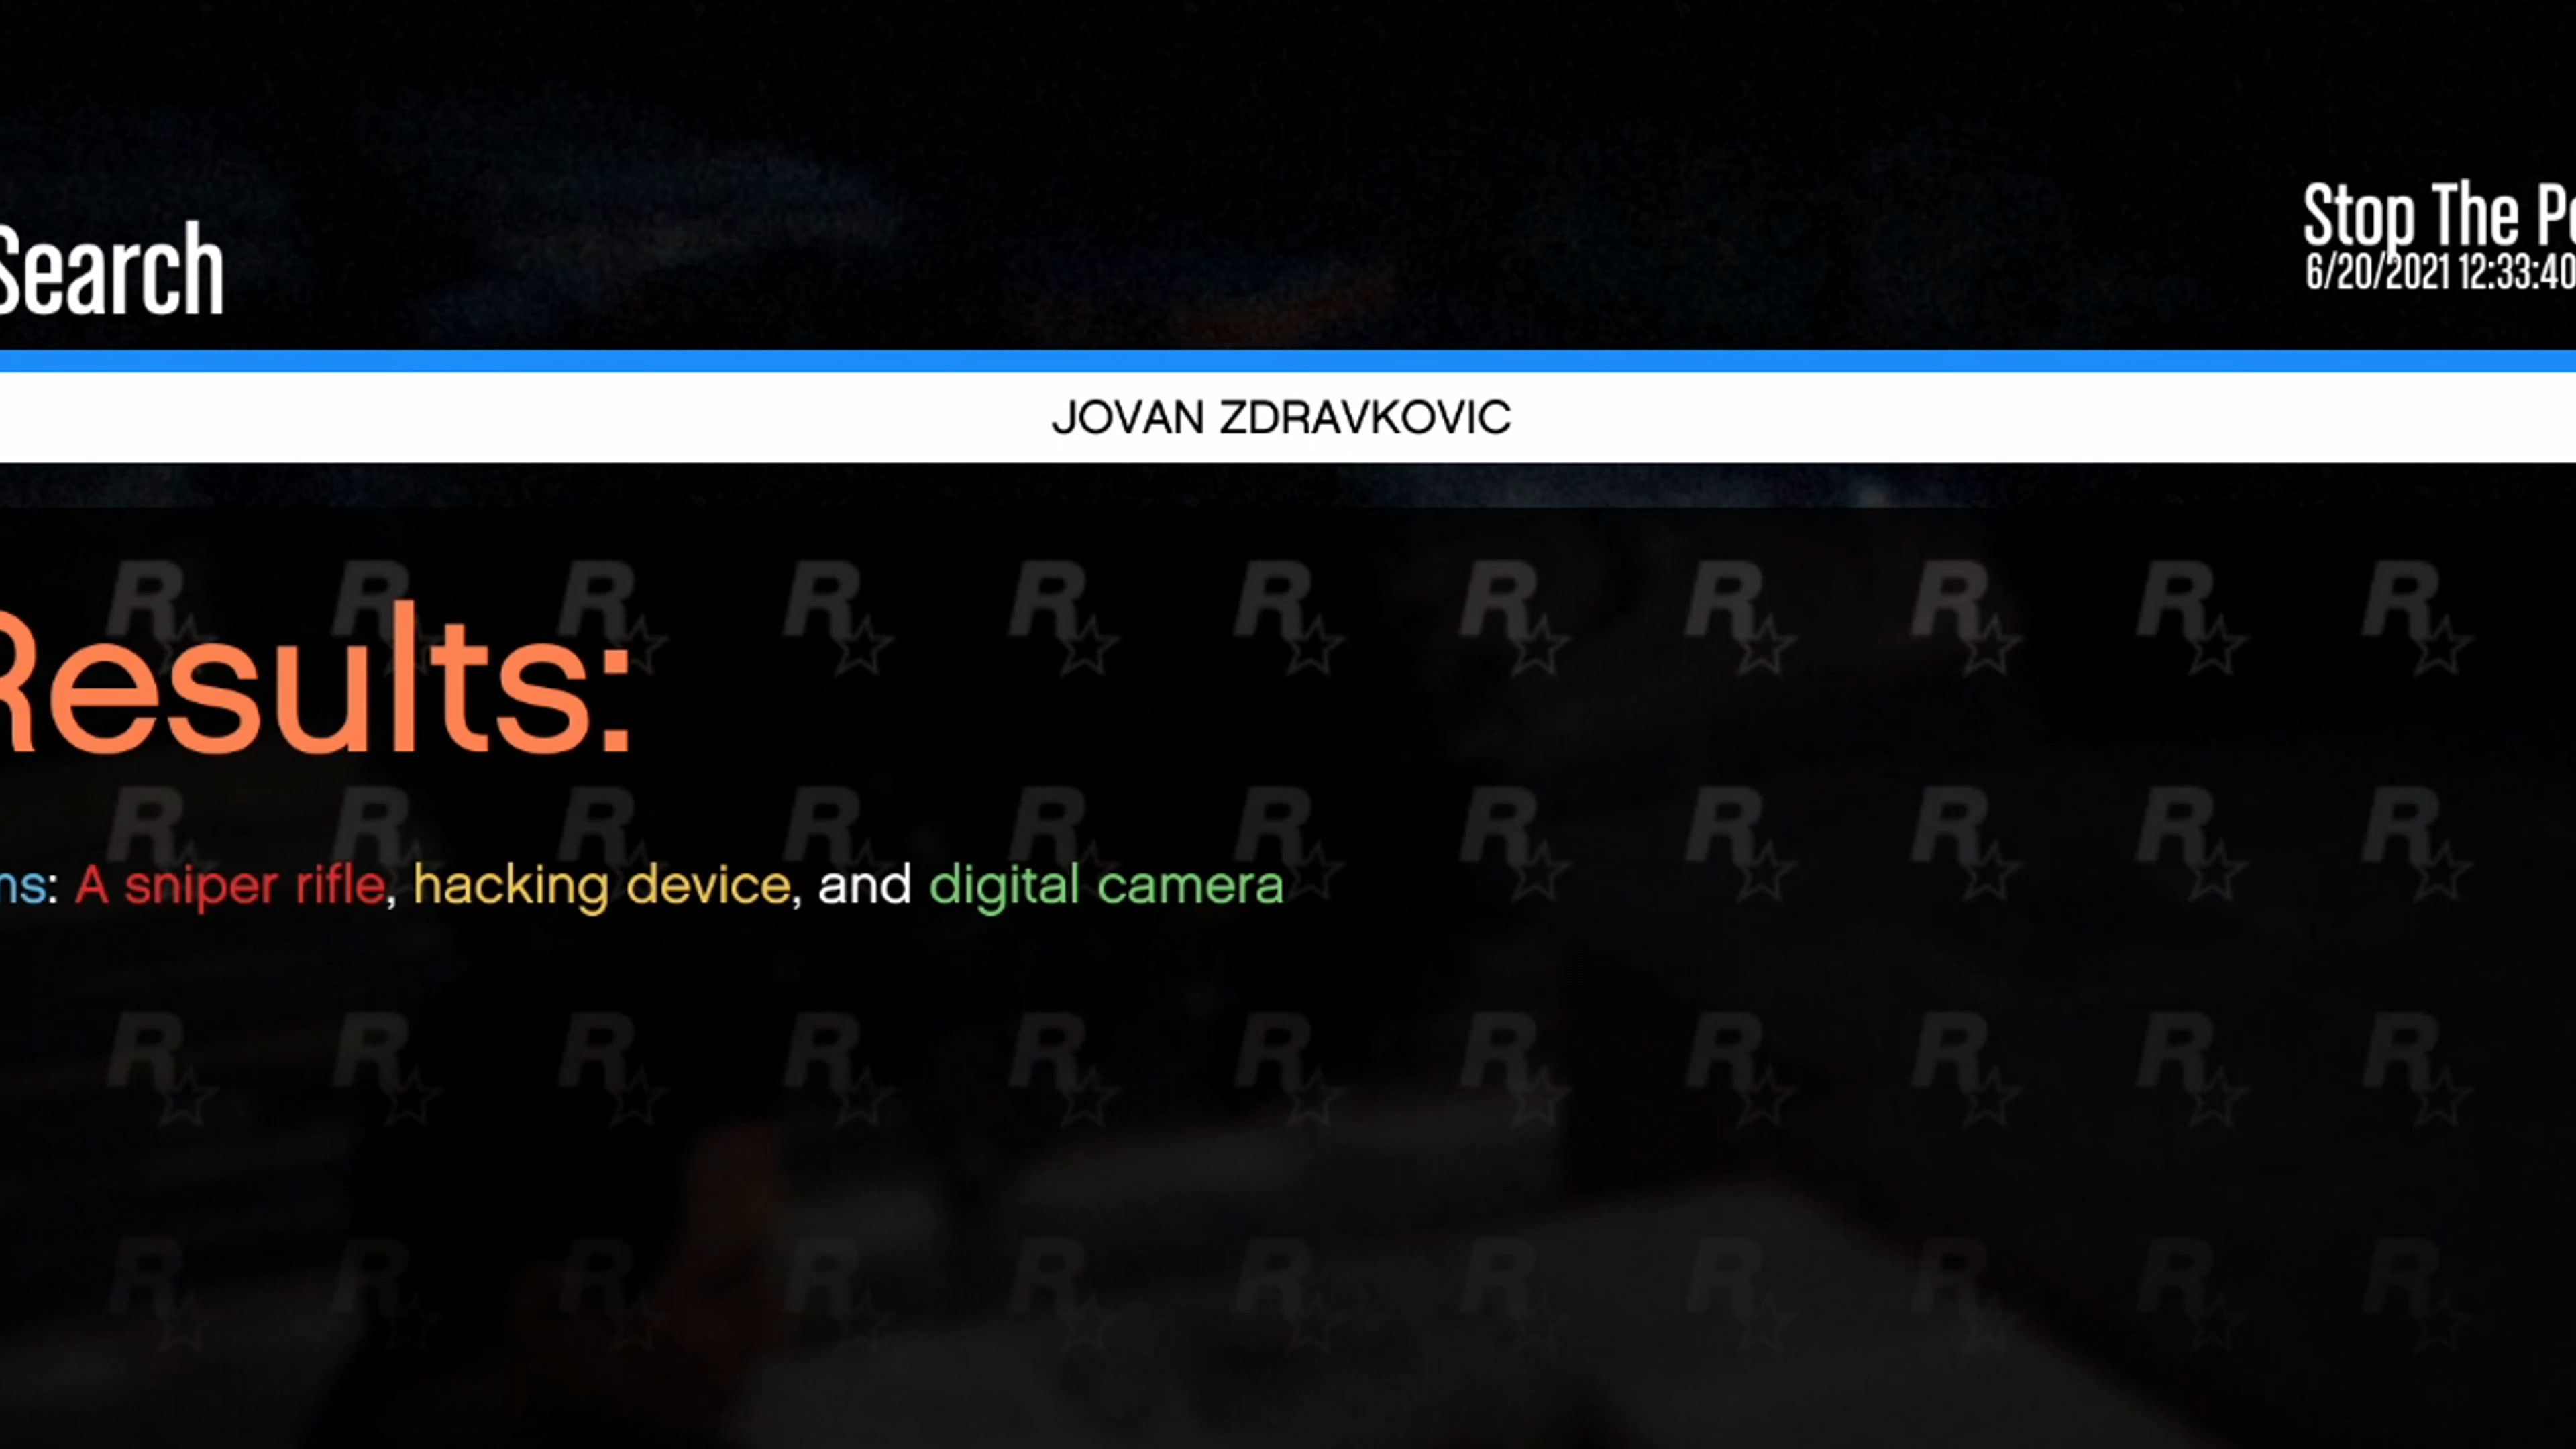 Search
Stop The
6/20/2021 12:33:40
JOVAN ZDRAVKOVIC
Results:
: A sniper rifle, hacking device, and digital camera